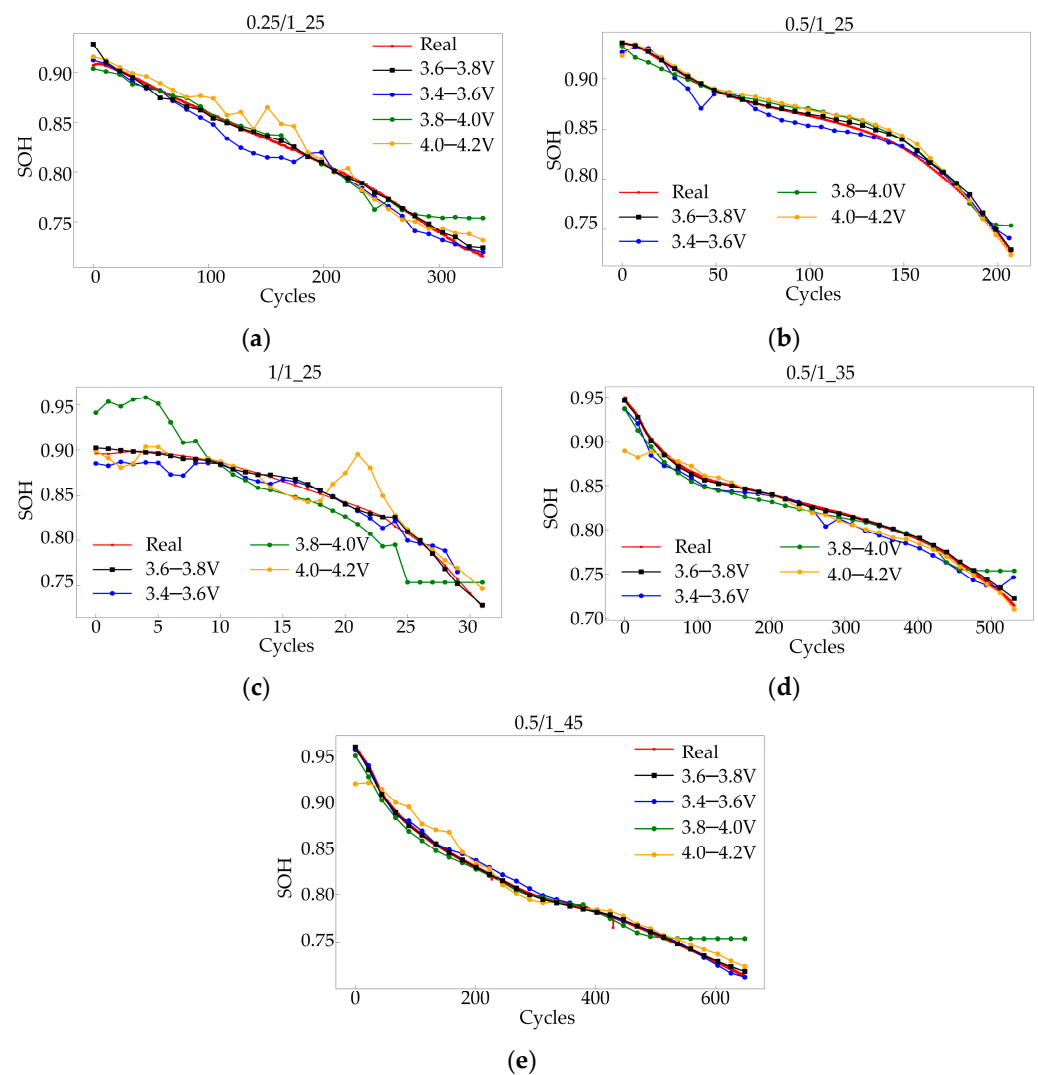 0.25/1_25
SOH
0.90
0.85
0.80
0.75
0 100 200 300
Cycles
Real
3.6—3.8V
3.4—3.6V
3.8—4.0V
4.0—4.2V
(a)
0.5/1_25
SOH
0.90
0.85
0.80
0.75
0 50 100 150 200
Cycles
Real
3.6—3.8V
3.4—3.6V
3.8—4.0V
4.0—4.2V
(b)
1/1_25
SOH
0.95
0.90
0.85
0.80
0.75
0 5 10 15 20 25 30
Cycles
Real
3.6—3.8V
3.4—3.6V
3.8—4.0V
4.0—4.2V
(c)
0.5/1_35
SOH
0.95
0.90
0.85
0.80
0.75
0.70
0 100 200 300 400 500
Cycles
Real
3.6—3.8V
3.4—3.6V
3.8—4.0V
4.0—4.2V
(d)
0.5/1_45
SOH
0.95
0.90
0.85
0.80
0.75
0 200 400 600
Cycles
Real
3.6—3.8V
3.4—3.6V
3.8—4.0V
4.0—4.2V
(e)